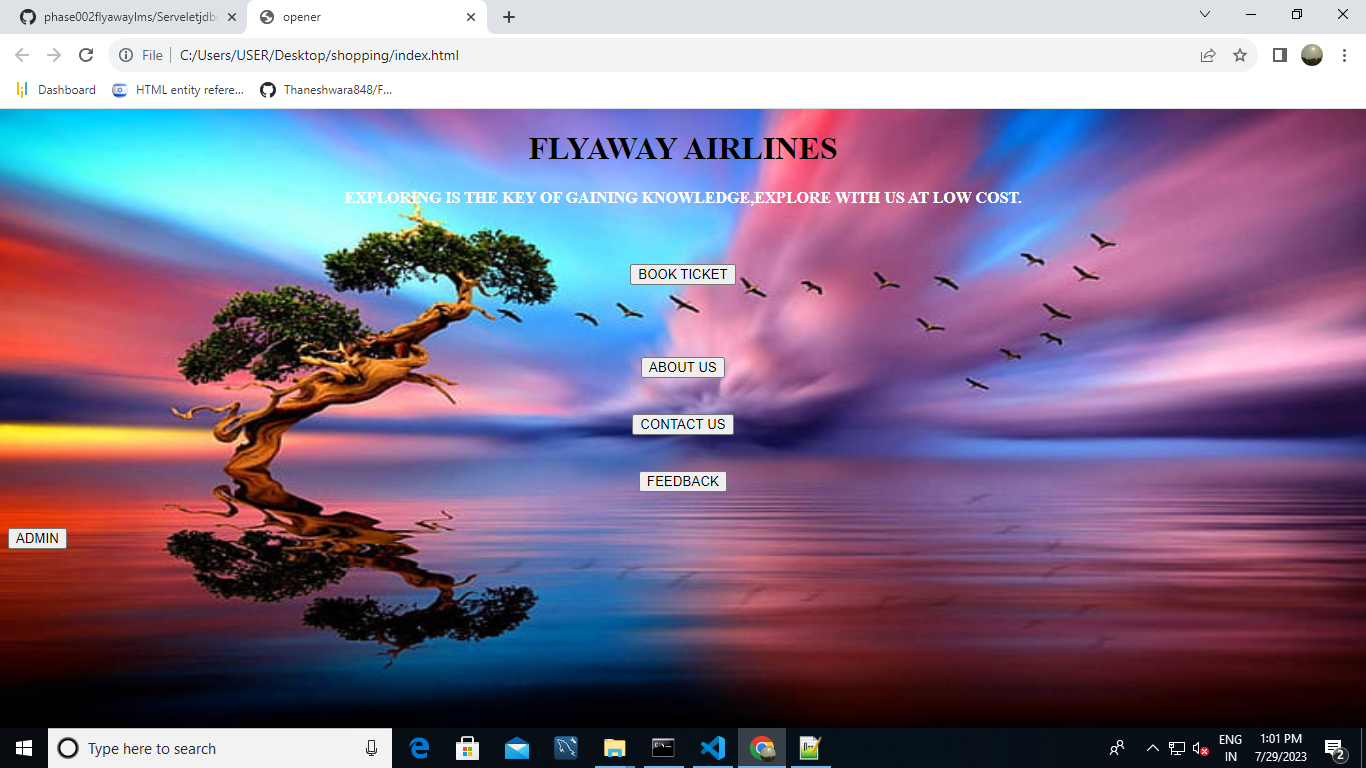 phase002flyawaylms/Serveletjdb
opener
File
C:/Users/USER/Desktop/shopping/index.html
Dashboard
HTML entity refere...
Thaneshwara848/F...
FLYAWAY AIRLINES
EXPLORING IS THE KEY OF GAINING KNOWLEDGE,EXPLORE WITH US AT LOW COST.
BOOK TICKET
ABOUT US
CONTACT US
FEEDBACK
ADMIN
Type here to search
ENG
IN
1:01 PM
7/29/2023
2